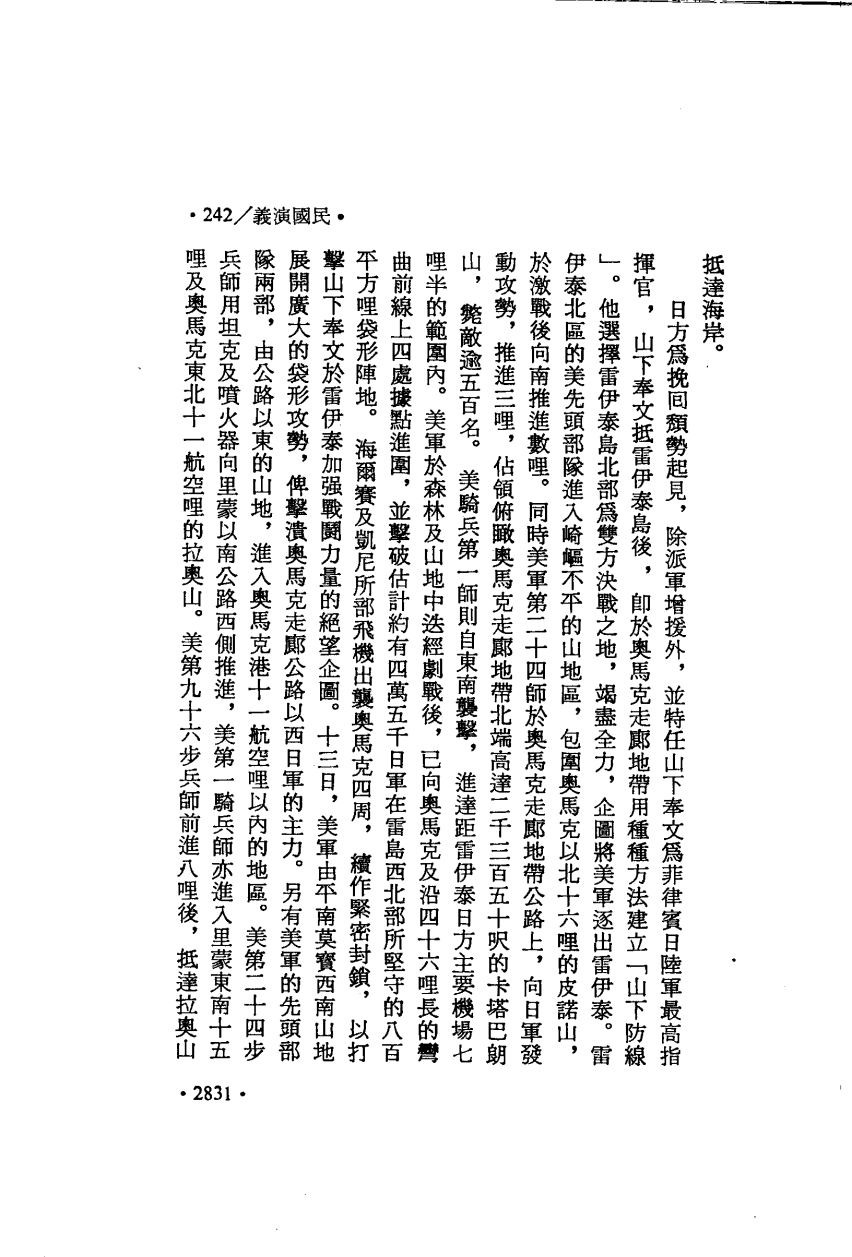 •242／義演國民•
抵達海岸。
日方爲挽囘頹勢起見，除派軍增援外，並特任山下奉文爲菲律賓日陸軍最高指
揮官，山下奉文抵雷伊泰島後，卽於奧馬克走廊地帶用種種方法建立「山下防線
」。他選擇雷伊泰島北部爲雙方決戰之地，竭盡全力，企圖將美軍逐出雷伊泰。雷
伊泰北區的美先頭部隊進入崎嶇不平的山地區，包圍奧馬克以北十六哩的皮諾山，
於激戰後向南推進數哩。同時美軍第二十四師於奧馬克走廊地帶公路上，向日軍發
動攻勢，推進三哩，佔領俯瞰奧馬克走廊地帶北端高達二千三百五十呎的卡塔巴朗
山，斃敵逾五百名。美騎兵第一師則自東南襲擊，進達距雷伊泰日方主要機場七
哩半的範圍內。美軍於森林及山地中迭經劇戰後，已向奧馬克及沿四十六哩長的彎
曲前線上四處據點進圍，並擊破估計約有四萬五千日軍在雷島西北部所堅守的八百
平方哩袋形陣地。海爾賽及凱尼所部飛機出襲奧馬克四周，續作緊密封鎖，以打
擊山下奉文於雷伊泰加强戰鬪力量的絕望企圖。十三日，美軍由平南莫寳西南山地
展開廣大的袋形攻勢，俾擊潰奧馬克走廊公路以西日軍的主力。另有美軍的先頭部
隊兩部，由公路以東的山地，進入奧馬克港十一航空哩以內的地區。美第二十四步
兵師用坦克及噴火器向里蒙以南公路西側推進，美第一騎兵師亦進入里蒙東南十五
哩及奧馬克東北十一航空哩的拉奧山。美第九十六步兵師前進八哩後，抵達拉奧山
•2831•